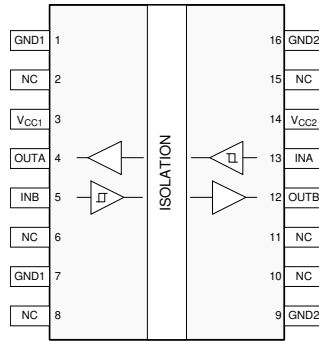 GND1 1 16 GND2
NC 2 15 NC
VCC1 3 14 VCC2
OUTA 4 13 INA
INB 5 12 OUTB
NC 6 11 NC
GND1 7 10 NC
NC 8 9 GND2
ISOLATION